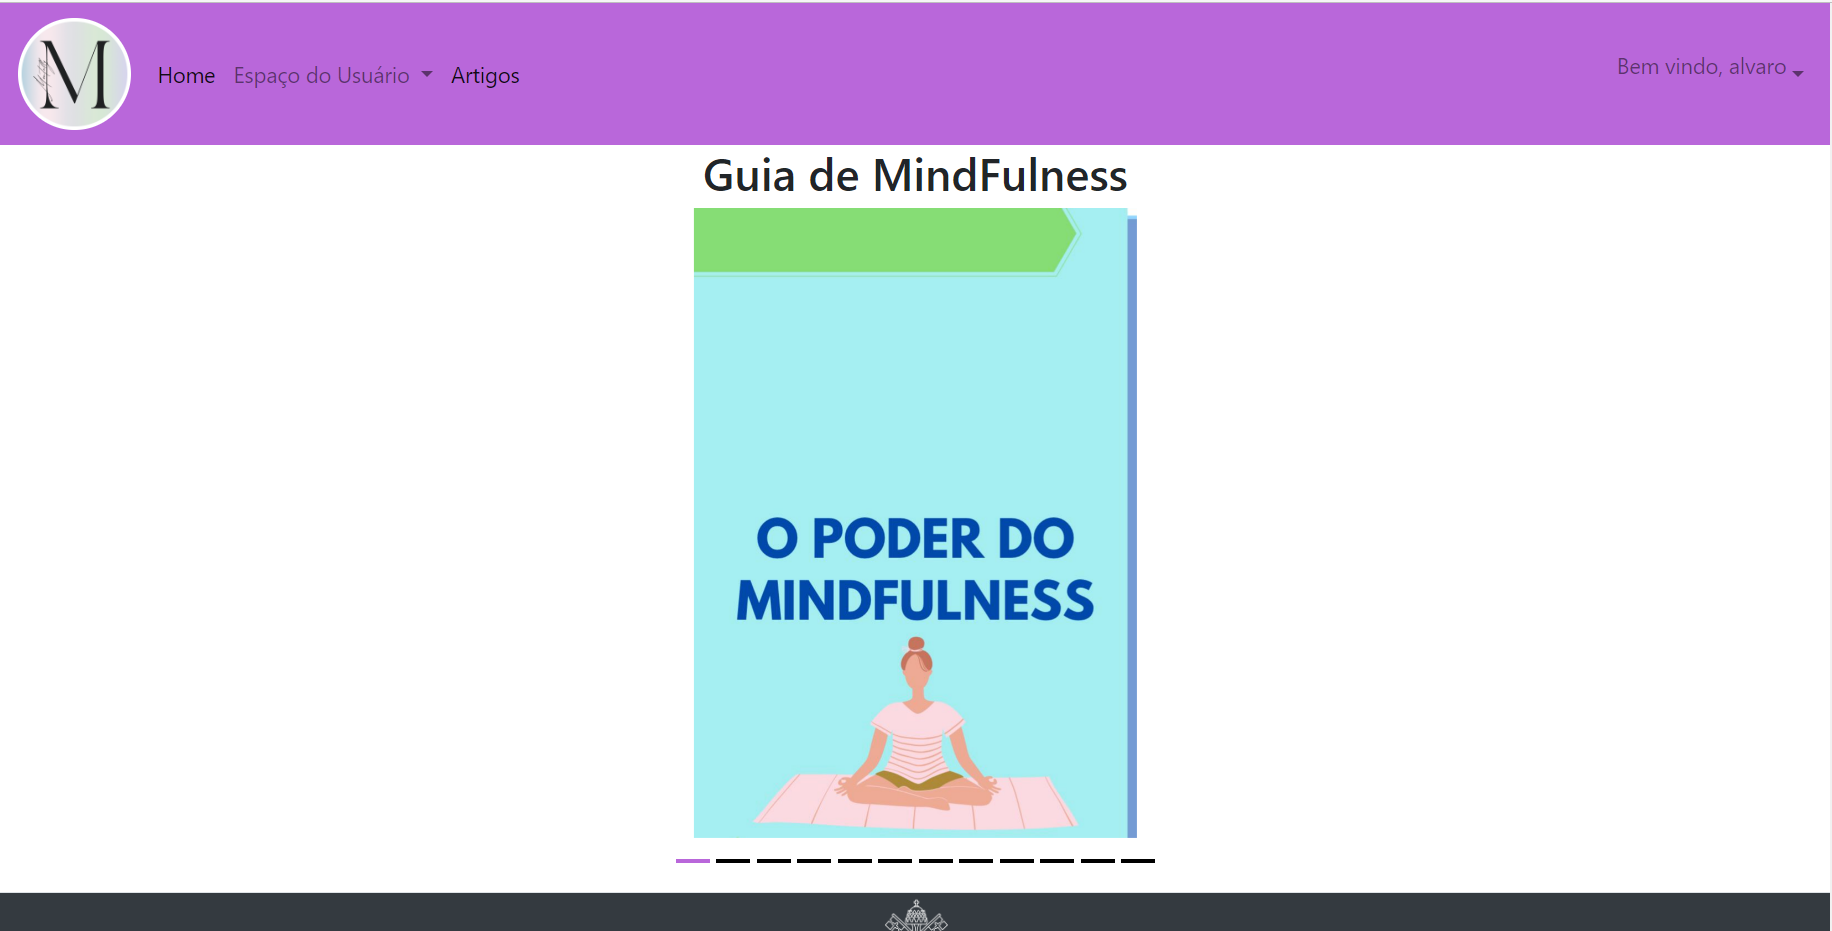 M
Home
Espaço do Usuário
Artigos
Bem vindo, alvaro
Guia de MindFulness
O PODER DO
MINDFULNESS